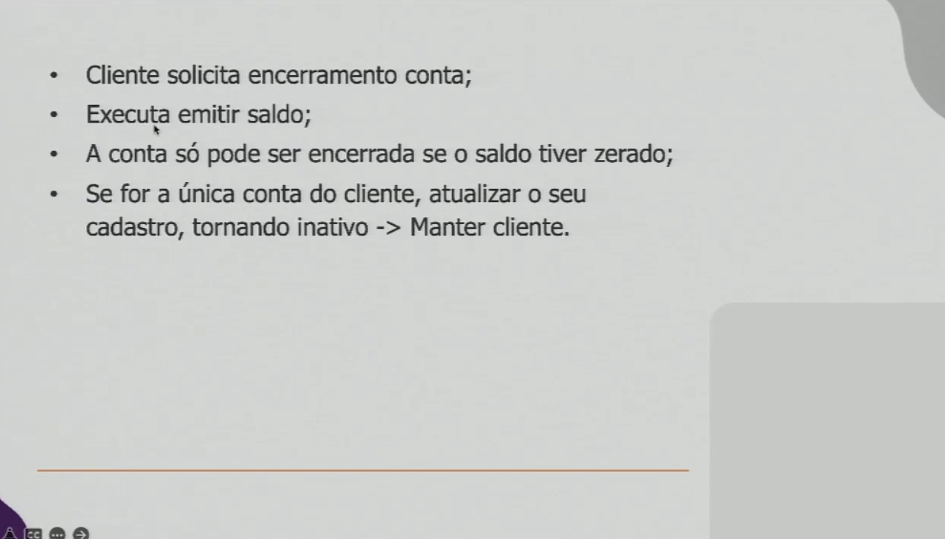 • Cliente solicita encerramento conta;
• Executa emitir saldo;
• A conta só pode ser encerrada se o saldo tiver zerado;
• Se for a única conta do cliente, atualizar o seu
cadastro, tornando inativo -> Manter cliente.
CC